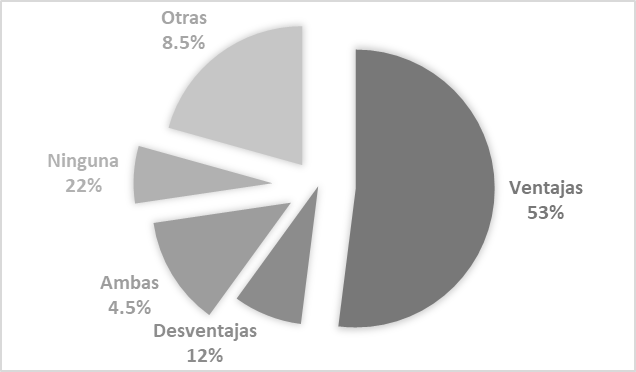 Otras
8.5%
Ninguna
22%
Ventajas
53%
Ambas
4.5%
Desventajas
12%